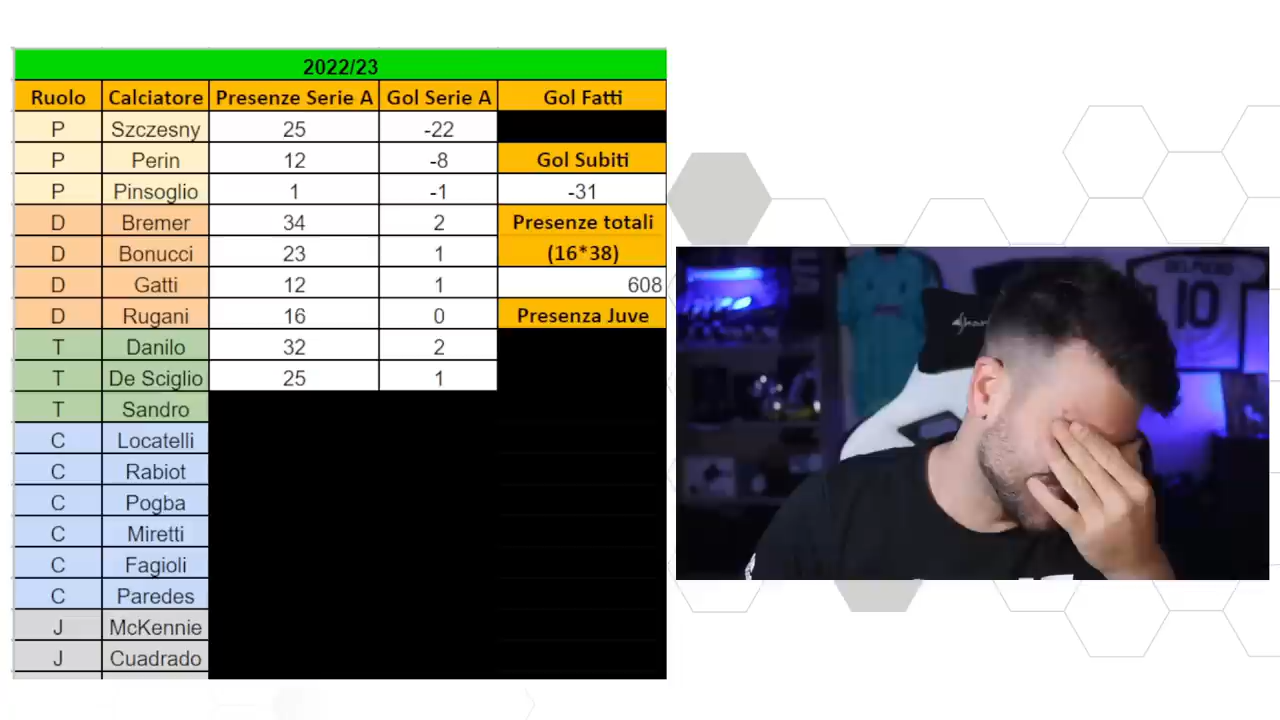 2022/23
Ruolo Calciatore Presenze Serie A Gol Serie A Gol Fatti
P Szczesny 25 -22
P Perin 12 -8 Gol Subiti
P Pinsoglio 1 -1 -31
D Bremer 34 2 Presenze totali
D Bonucci 23 1 (16*38)
D Gatti 12 1 608
D Rugani 16 0 Presenza Juve
T Danilo 32 2
T De Sciglio 25 1
T Sandro
C Locatelli
C Rabiot
C Pogba
C Miretti
C Fagioli
C Paredes
J McKennie
J Cuadrado
DEL PIERO
10